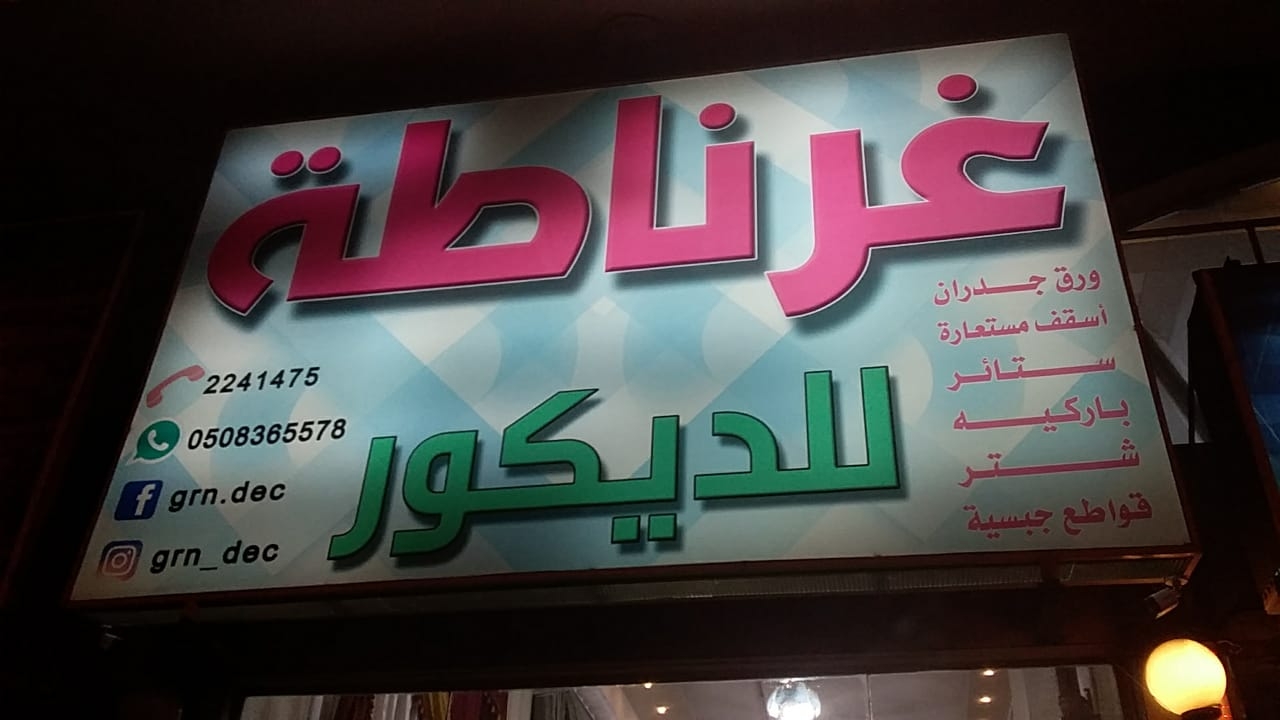 غرناطة
للديكور
ورق جدران
أسقف مستعارة
ستائر
باركيه
شتر
قواطع جبسية
2241475
0508365578
grn.dec
grn_dec